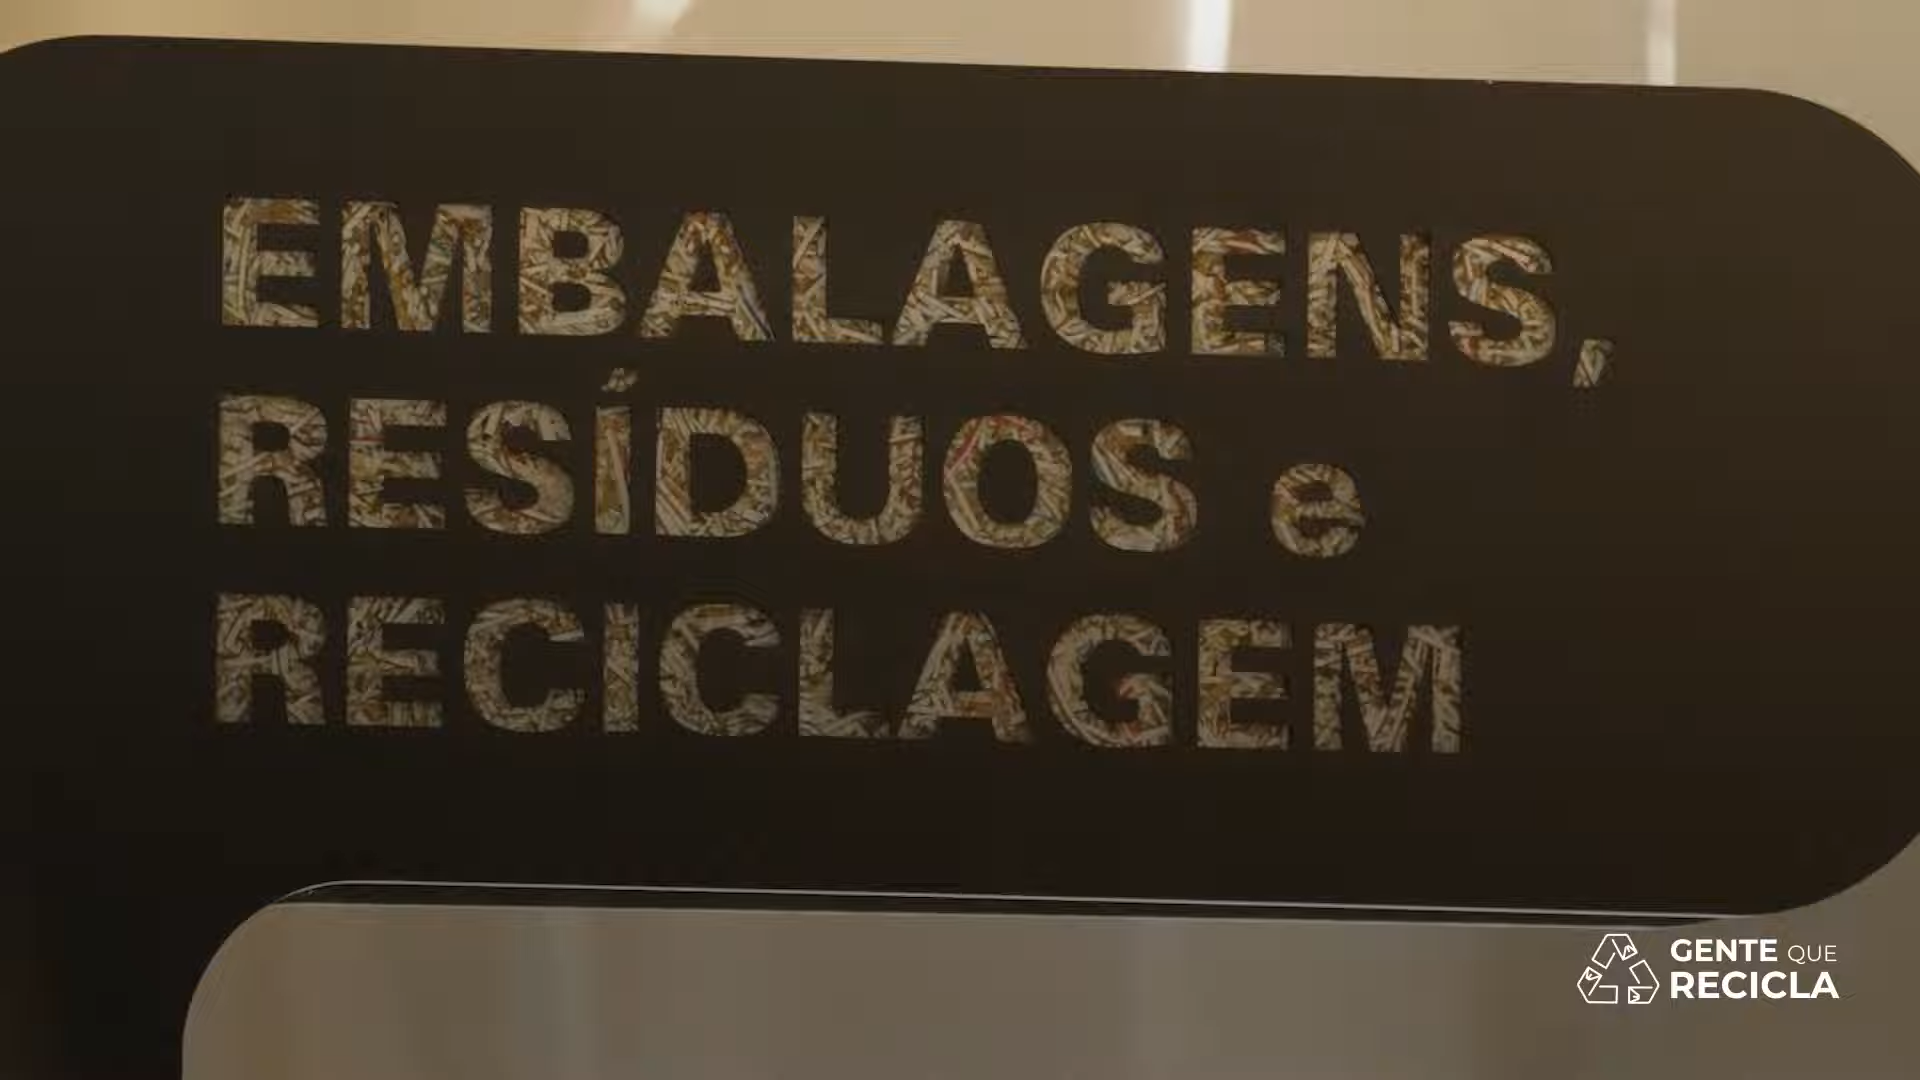 EMBALAGENS,
RESÍDUOS e
RECICLAGEM
GENTE QUE
RECICLA